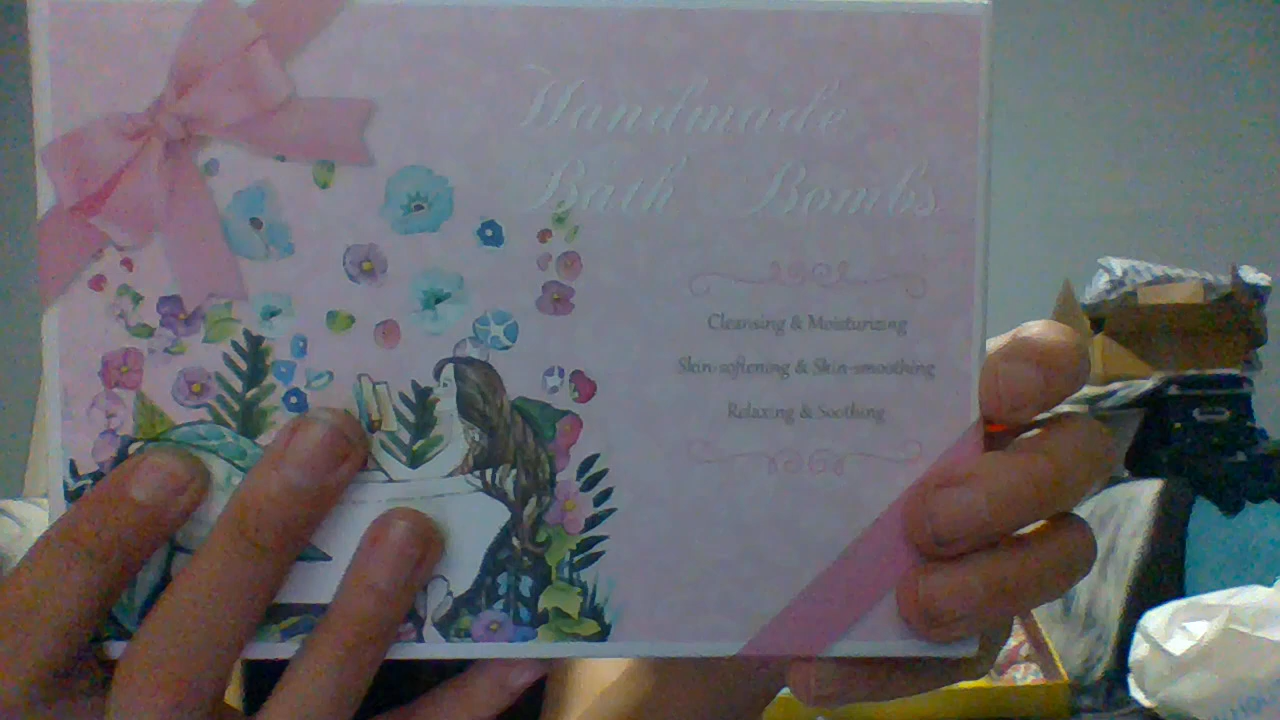 Handmade
Bath Bombs
Cleansing & Moisturizing
Skin-softening & Skin-smoothing
Relaxing & Soothing